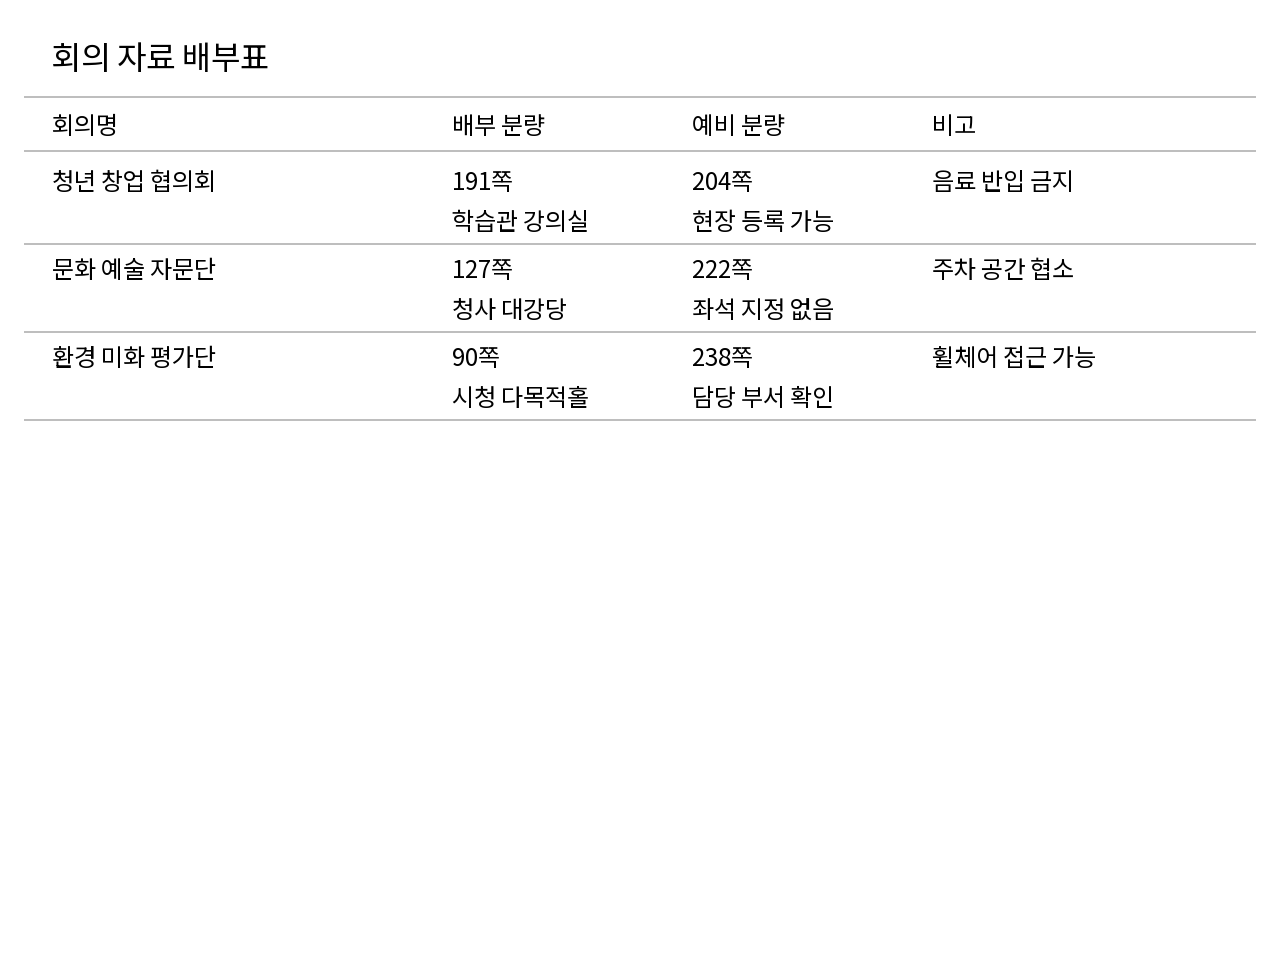 회의 자료 배부표
회의명 배부 분량 예비 분량 비고
청년 창업 협의회 191쪽 204쪽 음료 반입 금지
학습관 강의실 현장 등록 가능
문화 예술 자문단 127쪽 222쪽 주차 공간 협소
청사 대강당 좌석 지정 없음
환경 미화 평가단 90쪽 238쪽 휠체어 접근 가능
시청 다목적홀 담당 부서 확인